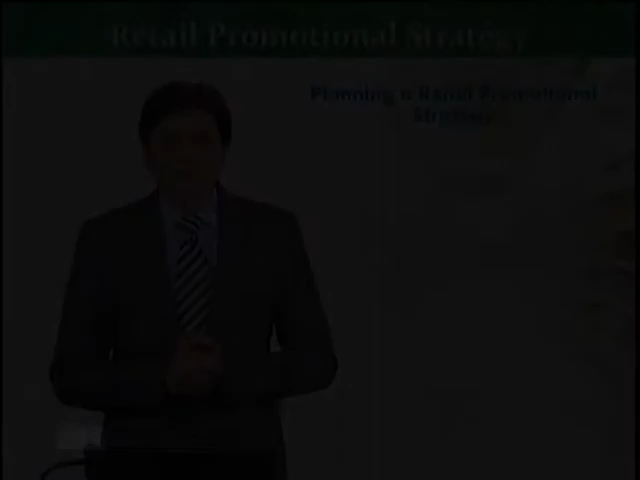 Retail Promotional Strategy
Planning a Retail Promotional
Strategy